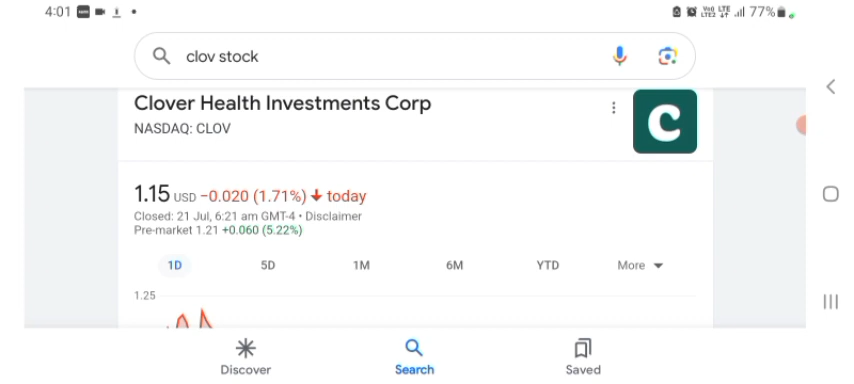 4:01
77%
clov stock
Clover Health Investments Corp
NASDAQ: CLOV
C
1.15 USD −0.020 (1.71%) ↓ today
Closed: 21 Jul, 6:21 am GMT-4 • Disclaimer
Pre-market 1.21 +0.060 (5.22%)
1D 5D 1M 6M YTD More
1.25
Discover Search Saved